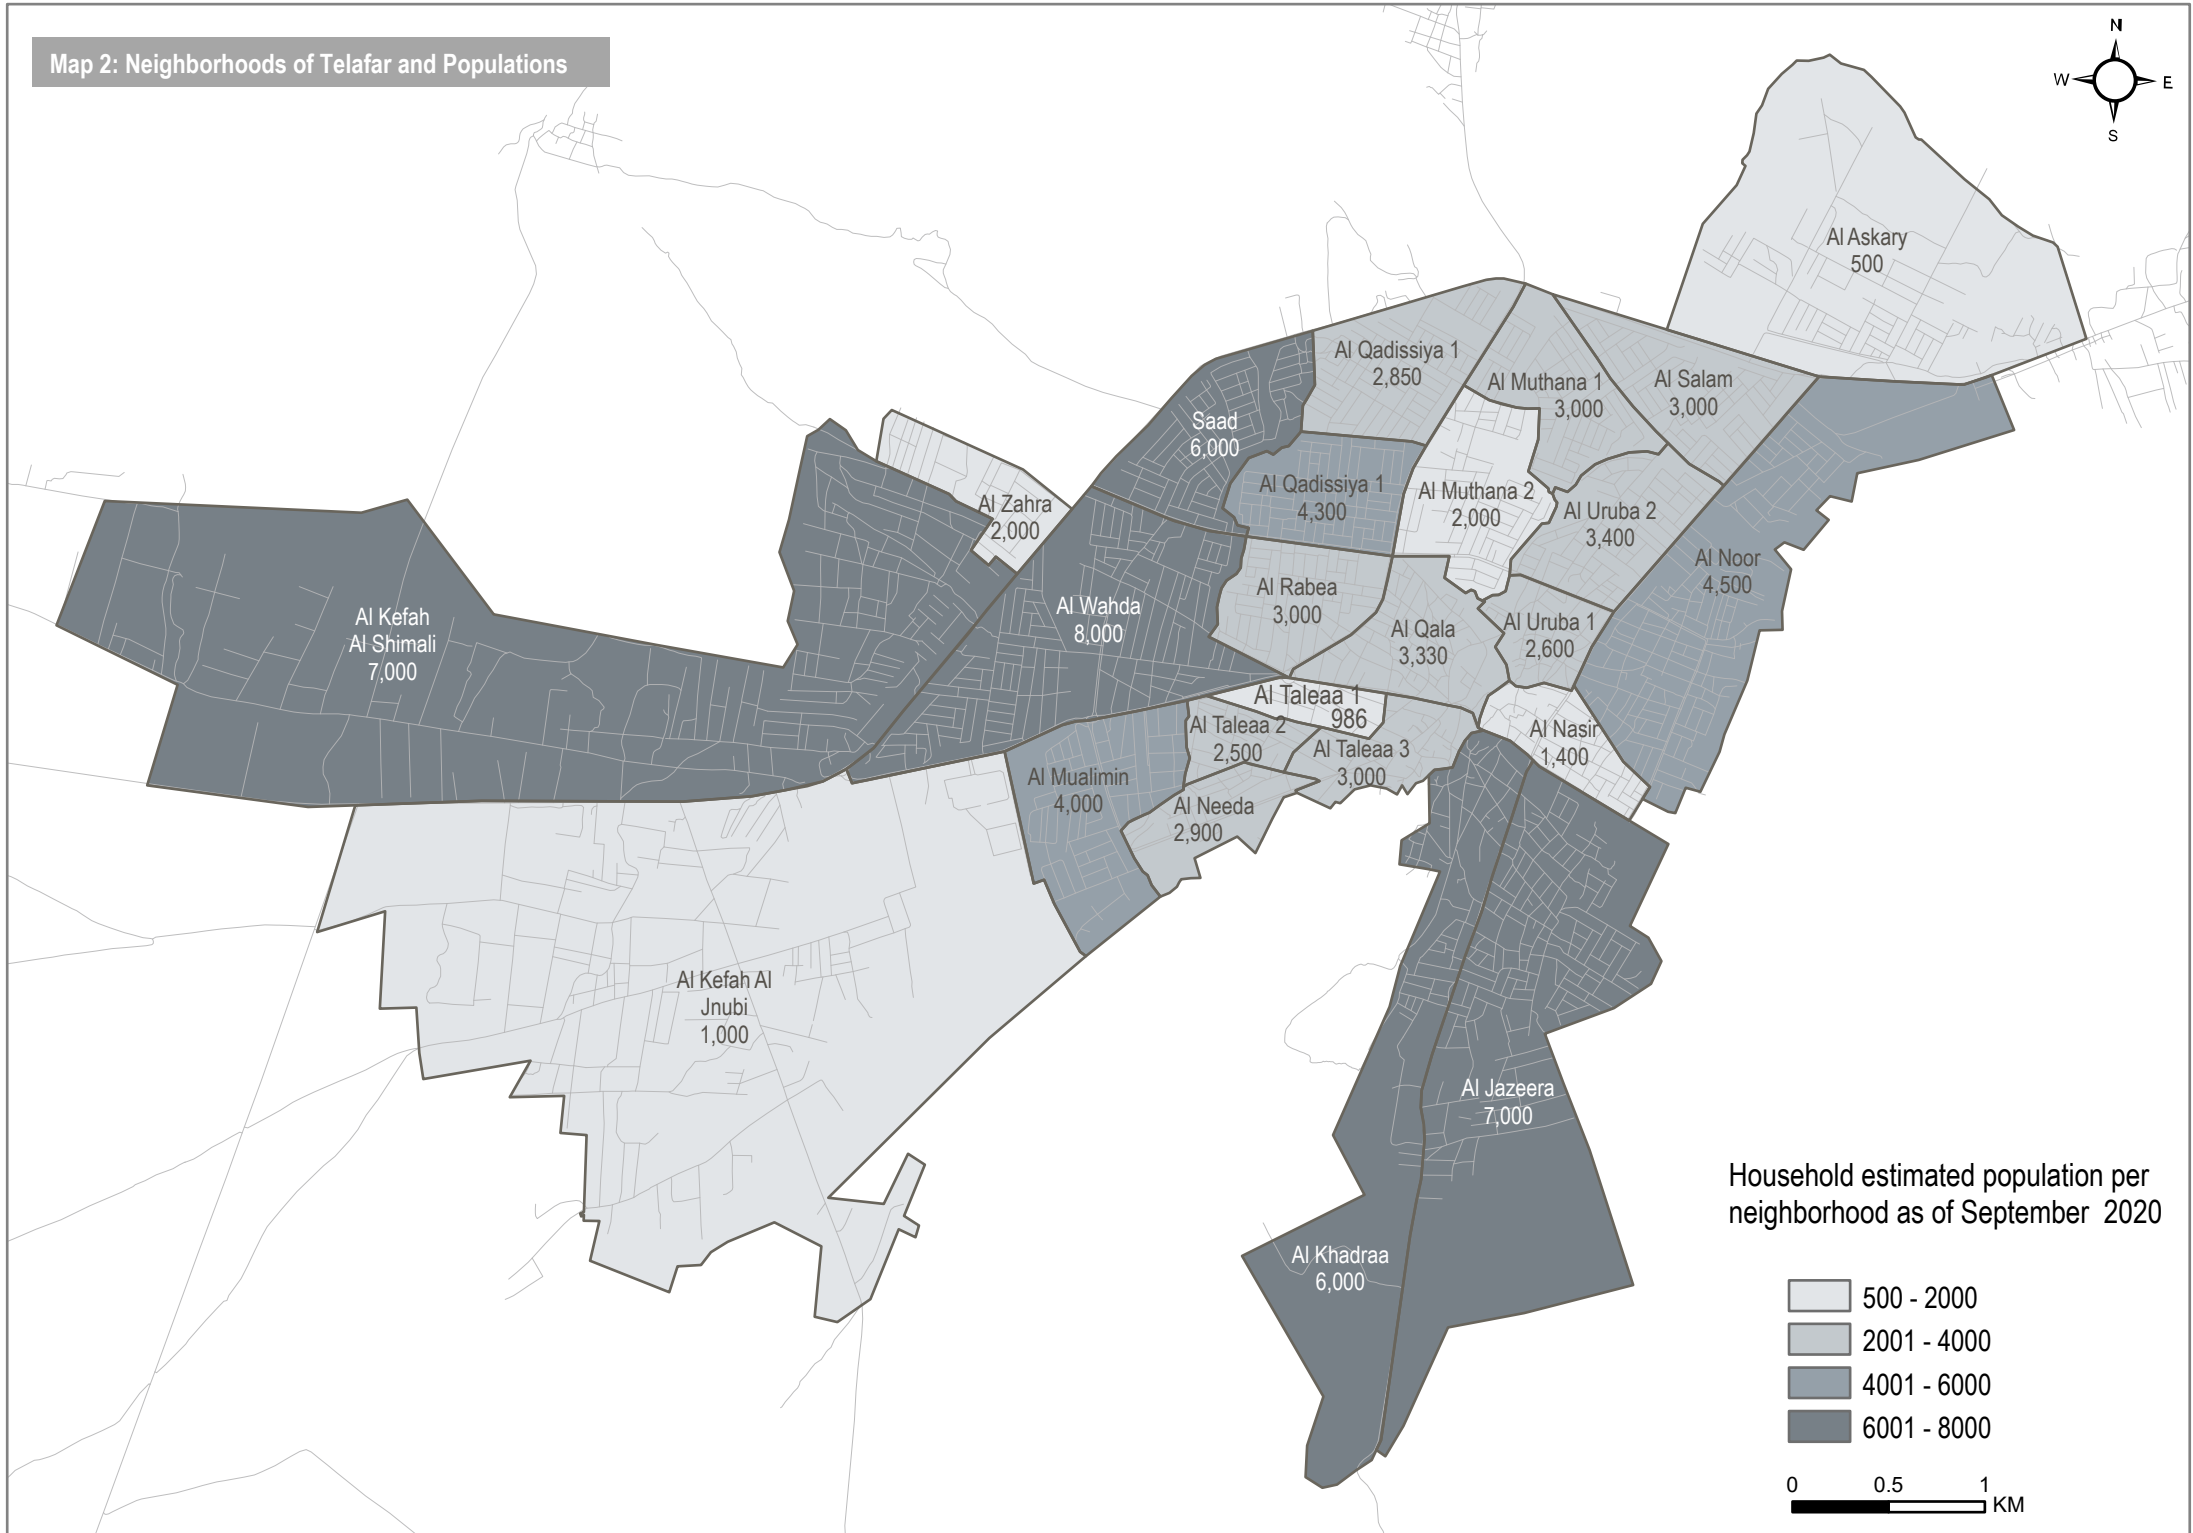 Map 2: Neighborhoods of Telafar and Populations
N
W
E
S
Al Askary
500
Al Qadissiya 1
2,850
Al Muthana 1
3,000
Al Salam
3,000
Saad
6,000
Al Qadissiya 1
4,300
Al Muthana 2
2,000
Al Uruba 2
3,400
Al Zahra
2,000
Al Noor
4,500
Al Rabea
3,000
Al Wahda
8,000
Al Qala
3,330
Al Uruba 1
2,600
Al Kefah
Al Shimali
7,000
Al Taleaa 1
986
Al Taleaa 2
2,500
Al Taleaa 3
3,000
Al Nasir
1,400
Al Mualimin
4,000
Al Needa
2,900
Al Kefah Al
Jnubi
1,000
Al Jazeera
7,000
Al Khadraa
6,000
Household estimated population per
neighborhood as of September 2020
500 - 2000
2001 - 4000
4001 - 6000
6001 - 8000
0 0.5 1
KM